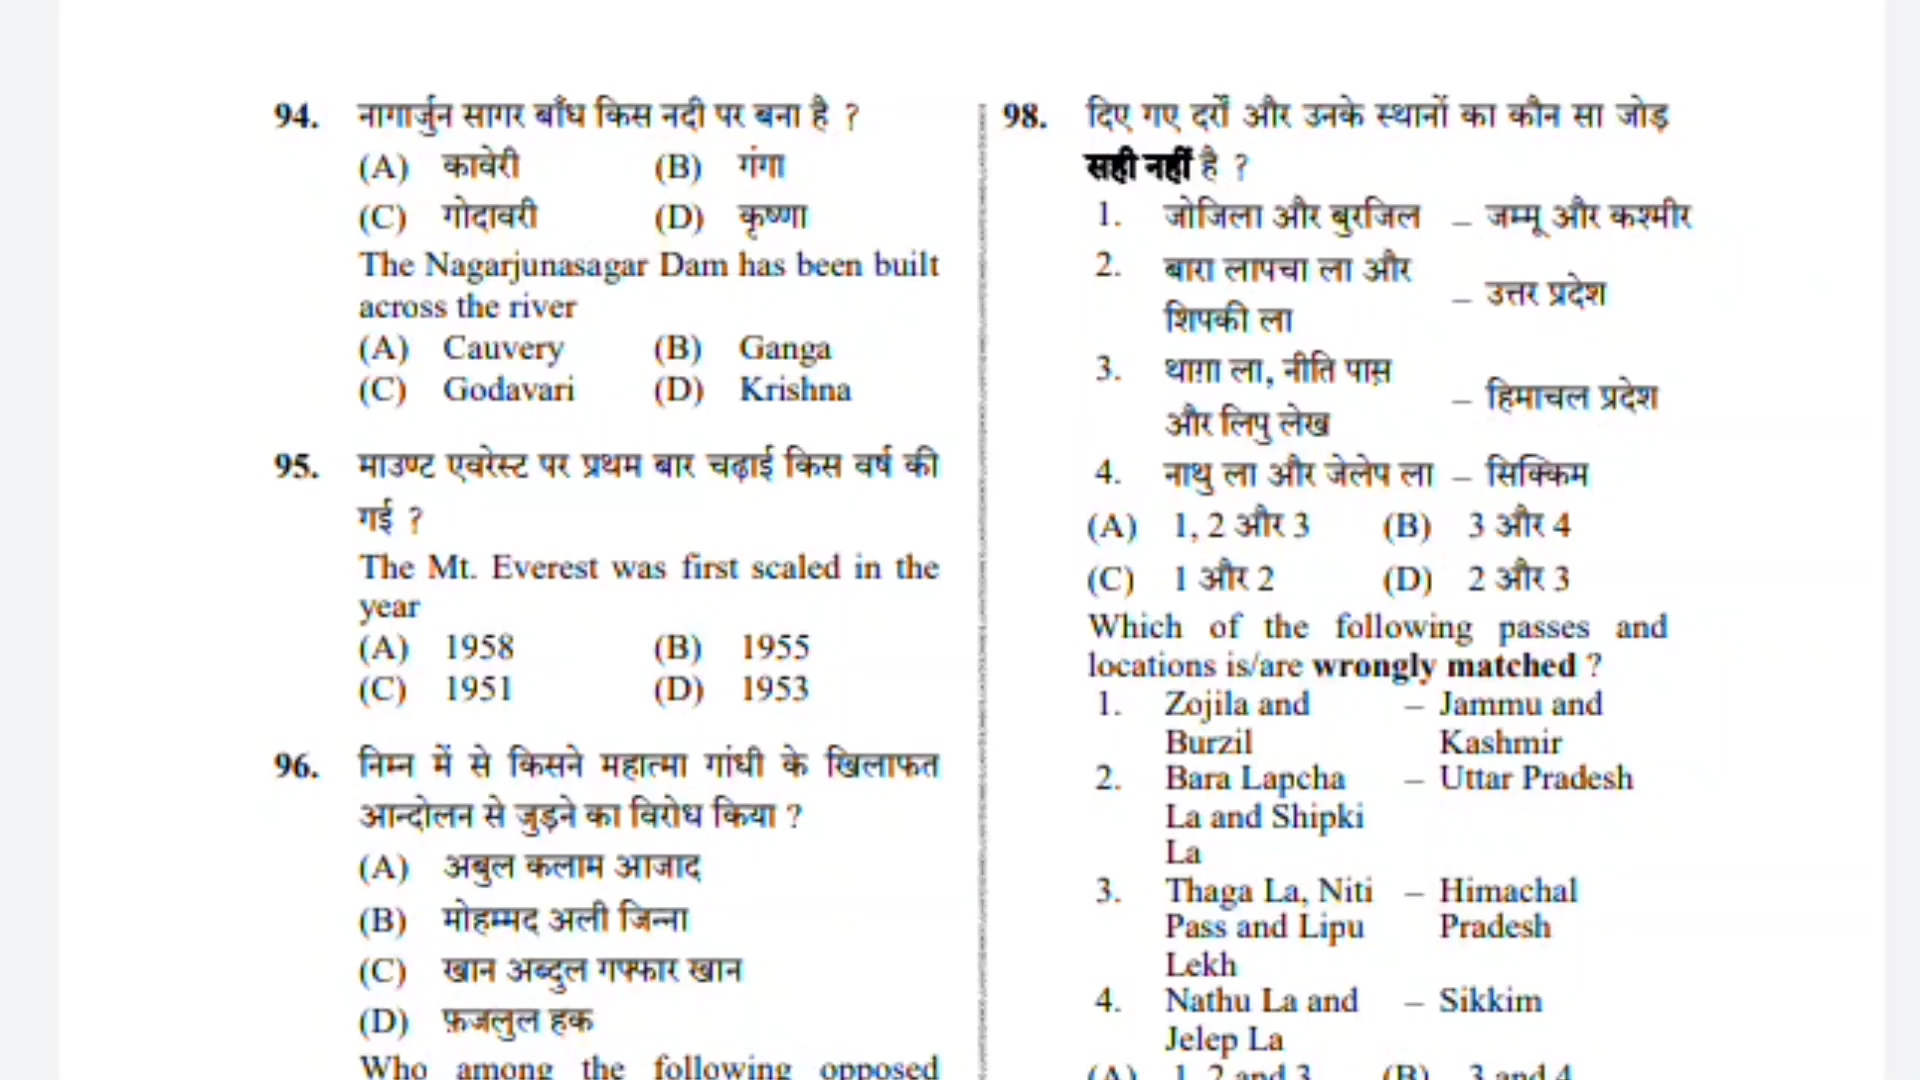 94. नागार्जुन सागर बाँध किस नदी पर बना है ?
(A) कावेरी (B) गंगा
(C) गोदावरी (D) कृष्णा
The Nagarjunasagar Dam has been built
across the river
(A) Cauvery (B) Ganga
(C) Godavari (D) Krishna
95. माउण्ट एवरेस्ट पर प्रथम बार चढ़ाई किस वर्ष की
गई ?
The Mt. Everest was first scaled in the
year
(A) 1958 (B) 1955
(C) 1951 (D) 1953
96. निम्न में से किसने महात्मा गांधी के खिलाफत
आन्दोलन से जुड़ने का विरोध किया ?
(A) अबुल कलाम आजाद
(B) मोहम्मद अली जिन्ना
(C) खान अब्दुल गफ्फार खान
(D) फ़जलुल हक
Who among the following opposed
98. दिए गए दर्रों और उनके स्थानों का कौन सा जोड़
सही नहीं है ?
1. जोजिला और बुरजिल – जम्मू और कश्मीर
2. बारा लापचा ला और
शिपकी ला – उत्तर प्रदेश
3. थाग़ा ला, नीति पास
और लिपु लेख – हिमाचल प्रदेश
4. नाथु ला और जेलेप ला – सिक्किम
(A) 1, 2 और 3 (B) 3 और 4
(C) 1 और 2 (D) 2 और 3
Which of the following passes and
locations is/are wrongly matched ?
1. Zojila and – Jammu and
Burzil Kashmir
2. Bara Lapcha – Uttar Pradesh
La and Shipki
La
3. Thaga La, Niti – Himachal
Pass and Lipu Pradesh
Lekh
4. Nathu La and – Sikkim
Jelep La
(A) 1, 2 and 3 (B) 3 and 4